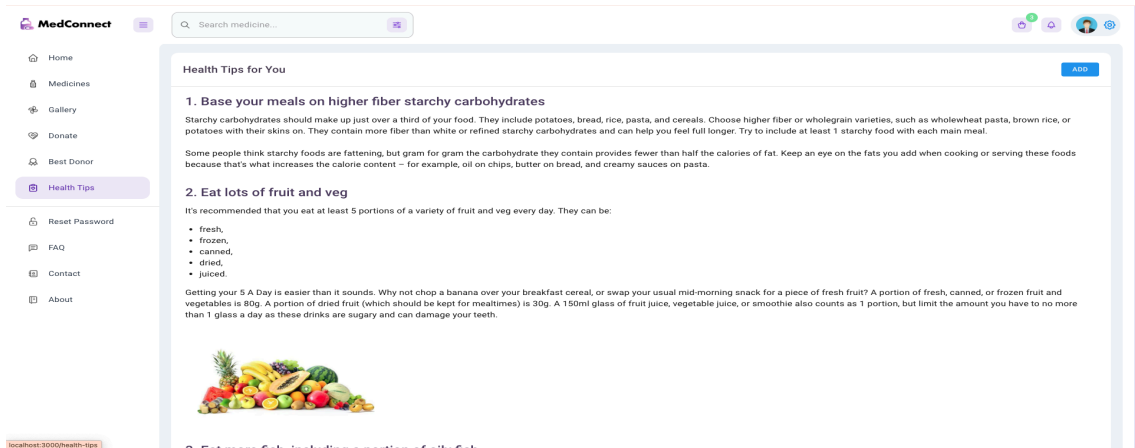 MedConnect
Search medicine...
3
Home
Medicines
Gallery
Donate
Best Donor
Health Tips
Reset Password
FAQ
Contact
About
Health Tips for You
ADD
1. Base your meals on higher fiber starchy carbohydrates
Starchy carbohydrates should make up just over a third of your food. They include potatoes, bread, rice, pasta, and cereals. Choose higher fiber or wholegrain varieties, such as wholewheat pasta, brown rice, or
potatoes with their skins on. They contain more fiber than white or refined starchy carbohydrates and can help you feel full longer. Try to include at least 1 starchy food with each main meal.
Some people think starchy foods are fattening, but gram for gram the carbohydrate they contain provides fewer than half the calories of fat. Keep an eye on the fats you add when cooking or serving these foods
because that's what increases the calorie content – for example, oil on chips, butter on bread, and creamy sauces on pasta.
2. Eat lots of fruit and veg
It's recommended that you eat at least 5 portions of a variety of fruit and veg every day. They can be:
• fresh,
• frozen,
• canned,
• dried,
• juiced.
Getting your 5 A Day is easier than it sounds. Why not chop a banana over your breakfast cereal, or swap your usual mid-morning snack for a piece of fresh fruit? A portion of fresh, canned, or frozen fruit and
vegetables is 80g. A portion of dried fruit (which should be kept for mealtimes) is 30g. A 150ml glass of fruit juice, vegetable juice, or smoothie also counts as 1 portion, but limit the amount you have to no more
than 1 glass a day as these drinks are sugary and can damage your teeth.
3. Eat more fish, including a portion of oily fish
localhost:3000/health-tips